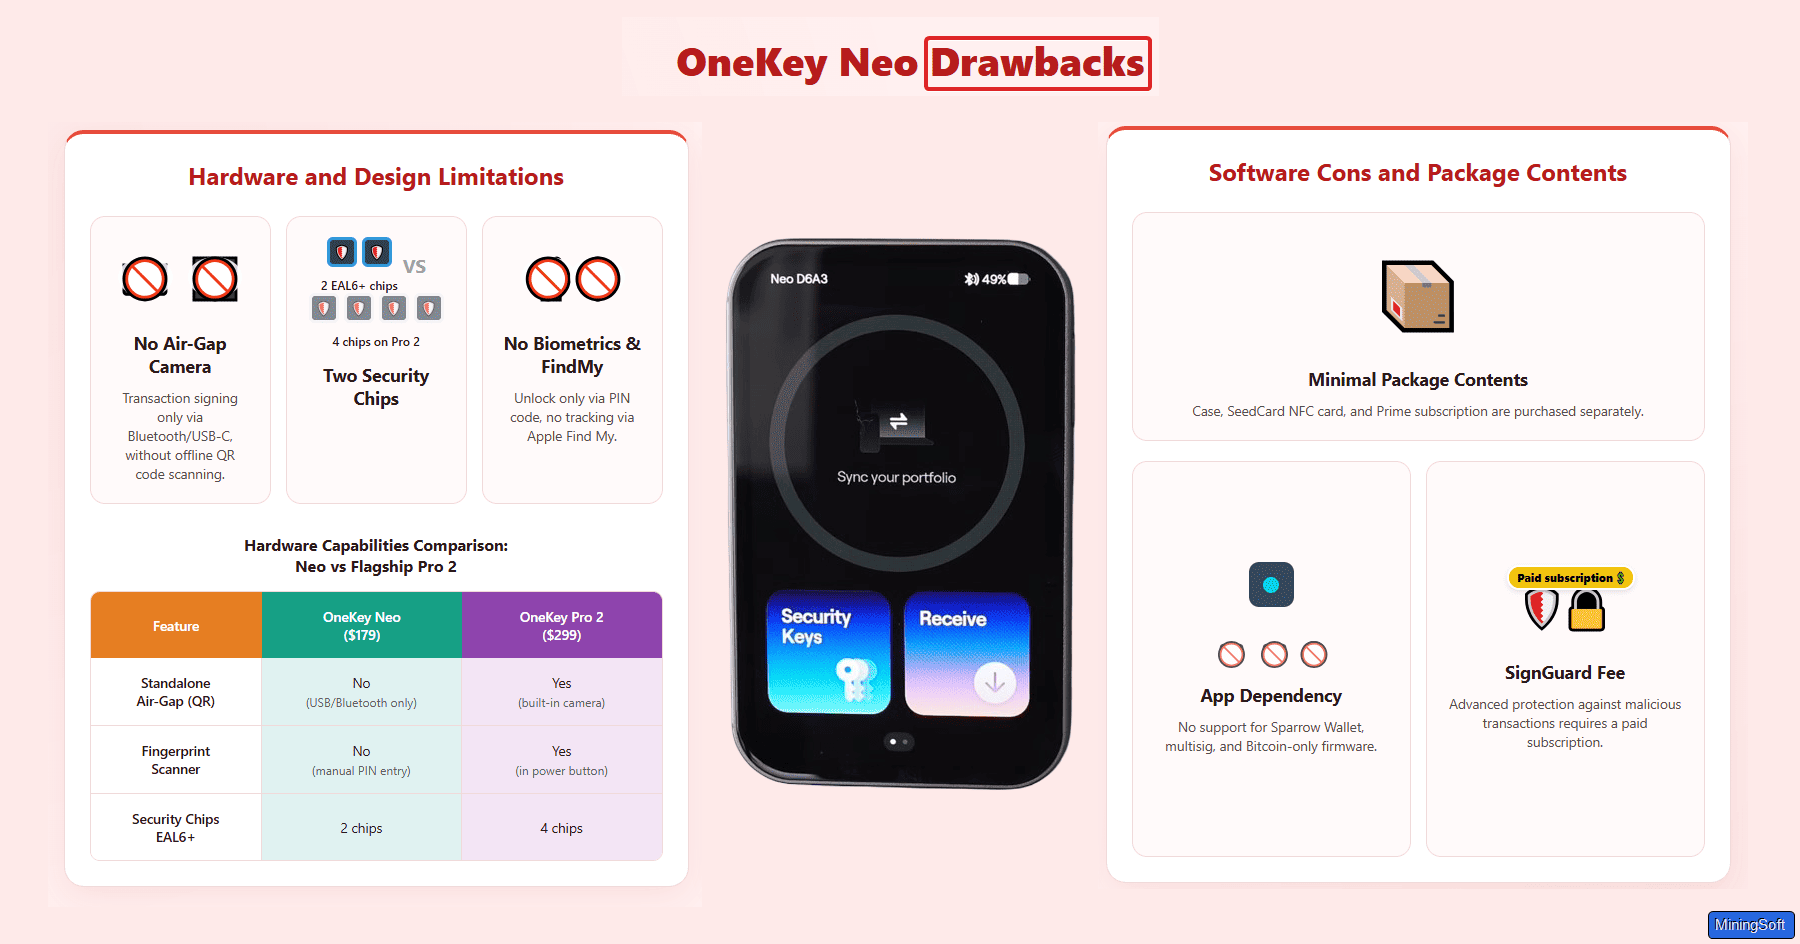 OneKey Neo Drawbacks
Hardware and Design Limitations
No Air-Gap
Camera
Transaction signing
only via
Bluetooth/USB-C,
without offline QR
code scanning.
VS
2 EAL6+ chips
4 chips on Pro 2
Two Security
Chips
No Biometrics &
FindMy
Unlock only via PIN
code, no tracking via
Apple Find My.
Hardware Capabilities Comparison:
Neo vs Flagship Pro 2
Feature
OneKey Neo
($179)
OneKey Pro 2
($299)
Standalone
Air-Gap (QR)
No
(USB/Bluetooth only)
Yes
(built-in camera)
Fingerprint
Scanner
No
(manual PIN entry)
Yes
(in power button)
Security Chips
EAL6+
2 chips
4 chips
Neo D6A3
49%
Sync your portfolio
Security
Keys
Receive
Software Cons and Package Contents
Minimal Package Contents
Case, SeedCard NFC card, and Prime subscription are purchased separately.
App Dependency
No support for Sparrow Wallet,
multisig, and Bitcoin-only firmware.
Paid subscription $
SignGuard Fee
Advanced protection against malicious
transactions requires a paid
subscription.
MiningSoft